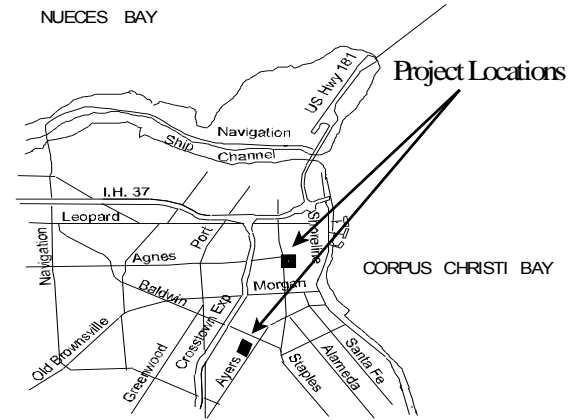 NUECES BAY
US Hwy 181
Project Locations
Navigation
Ship Channel
I.H. 37
Leopard
Shoreline
Port
Navigation
Agnes
CORPUS CHRISTI BAY
Baldwin
Morgan
Crosstown Exp
Old Brownsville
Greenwood
Ayers
Staples
Alameda
Santa Fe